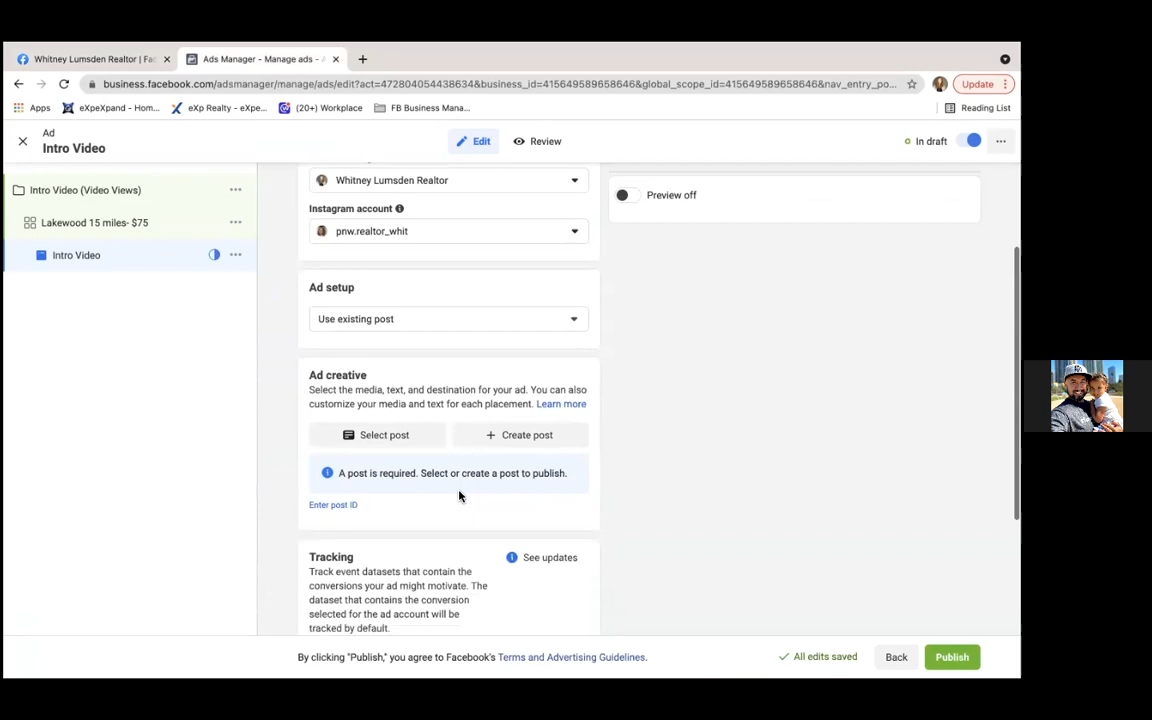 Whitney Lumsden Realtor | Fac
Ads Manager - Manage ads - A
business.facebook.com/adsmanager/manage/ads/edit?act=472804054438634&business_id=415649589658646&global_scope_id=415649589658646&nav_entry_po...
Update
Apps
eXpeXpand - Hom...
eXp Realty - eXpe...
(20+) Workplace
FB Business Mana...
Reading List
Ad
Intro Video
Edit
Review
In draft
Intro Video (Video Views)
Lakewood 15 miles- $75
Intro Video
Whitney Lumsden Realtor
Instagram account
pnw.realtor_whit
Preview off
Ad setup
Use existing post
Ad creative
Select the media, text, and destination for your ad. You can also
customize your media and text for each placement. Learn more
Select post
+ Create post
A post is required. Select or create a post to publish.
Enter post ID
Tracking
See updates
Track event datasets that contain the
conversions your ad might motivate. The
dataset that contains the conversion
selected for the ad account will be
tracked by default.
By clicking "Publish," you agree to Facebook's Terms and Advertising Guidelines.
All edits saved
Back
Publish